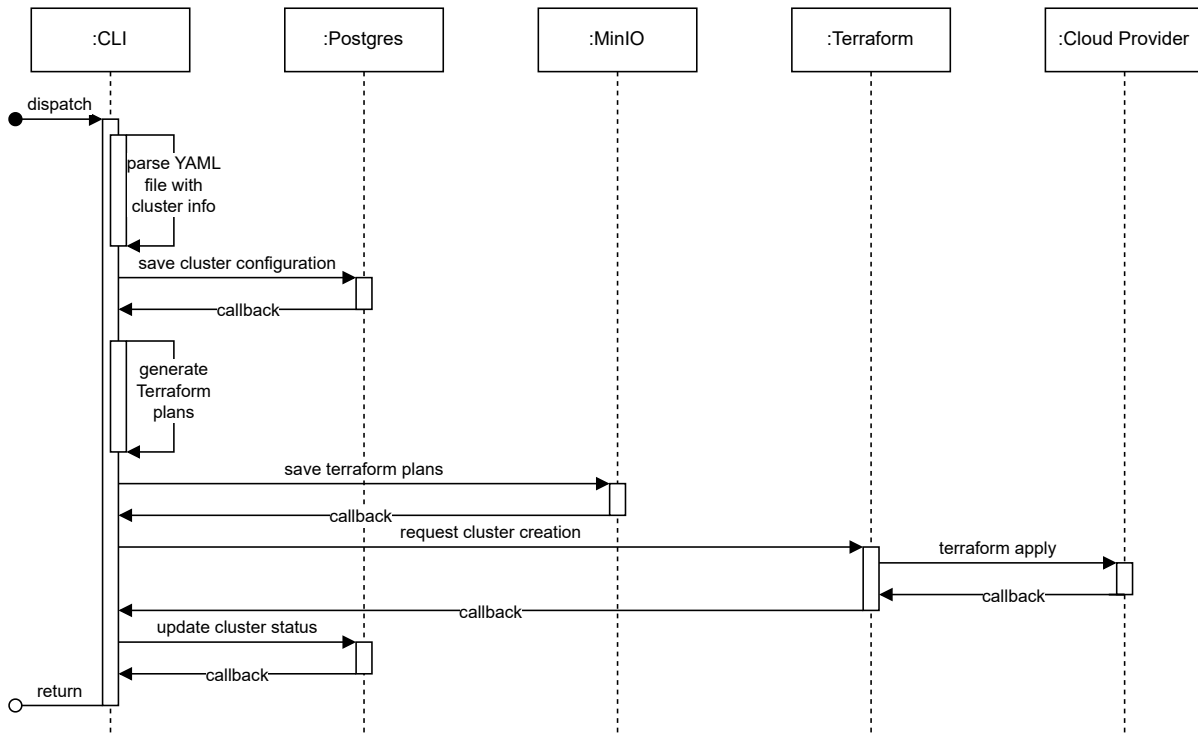 :CLI
:Postgres
:MinIO
:Terraform
:Cloud Provider
dispatch
parse YAML
file with
cluster info
save cluster configuration
callback
generate
Terraform
plans
save terraform plans
callback
request cluster creation
terraform apply
callback
callback
update cluster status
callback
return